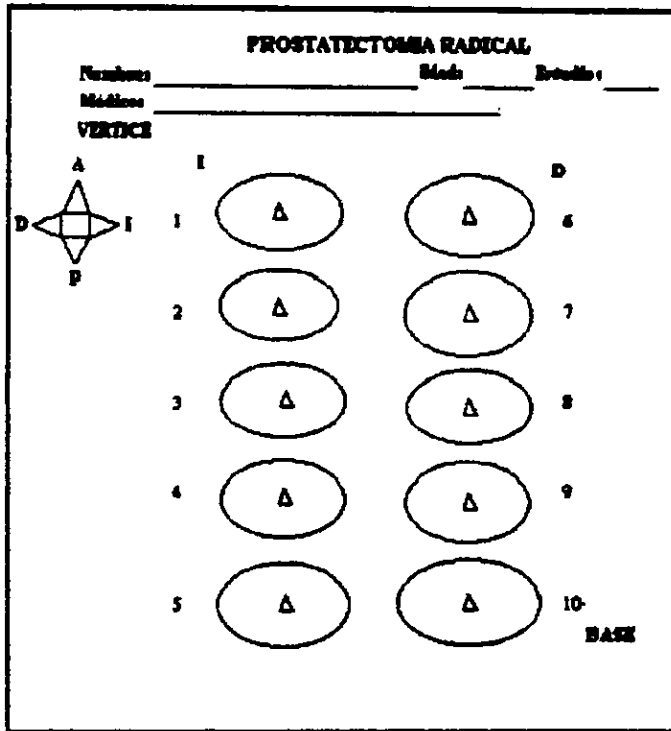 PROSTATECTOMIA RADICAL
Nombre: Edad: Estudio:
Médico:
VERTICE
A
D I
P
I D
1 6
2 7
3 8
4 9
5 10-
BASE